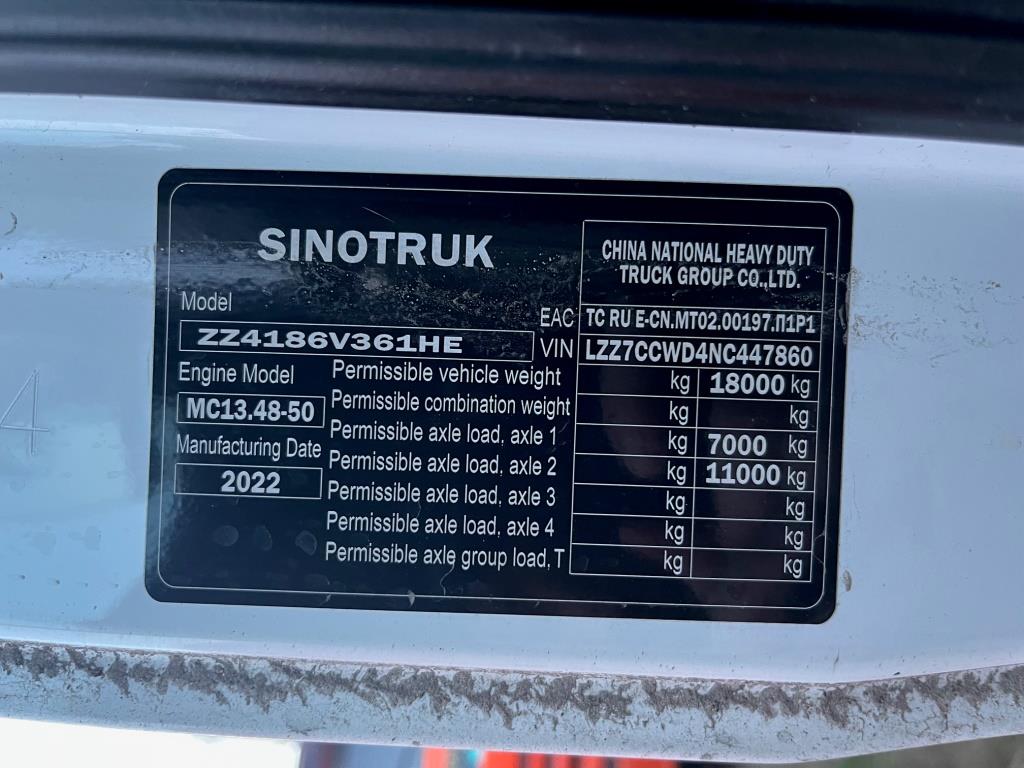 SINOTRUK
CHINA NATIONAL HEAVY DUTY
TRUCK GROUP CO.,LTD.
Model
EAC TC RU E-CN.MT02.00197.П1P1
ZZ4186V361HE
VIN LZZ7CCWD4NC447860
Engine Model
Permissible vehicle weight kg 18000 kg
MC13.48-50
Permissible combination weight kg kg
Permissible axle load, axle 1 kg 7000 kg
Manufacturing Date
Permissible axle load, axle 2 kg 11000 kg
2022
Permissible axle load, axle 3 kg kg
Permissible axle load, axle 4 kg kg
Permissible axle group load, T kg kg
4